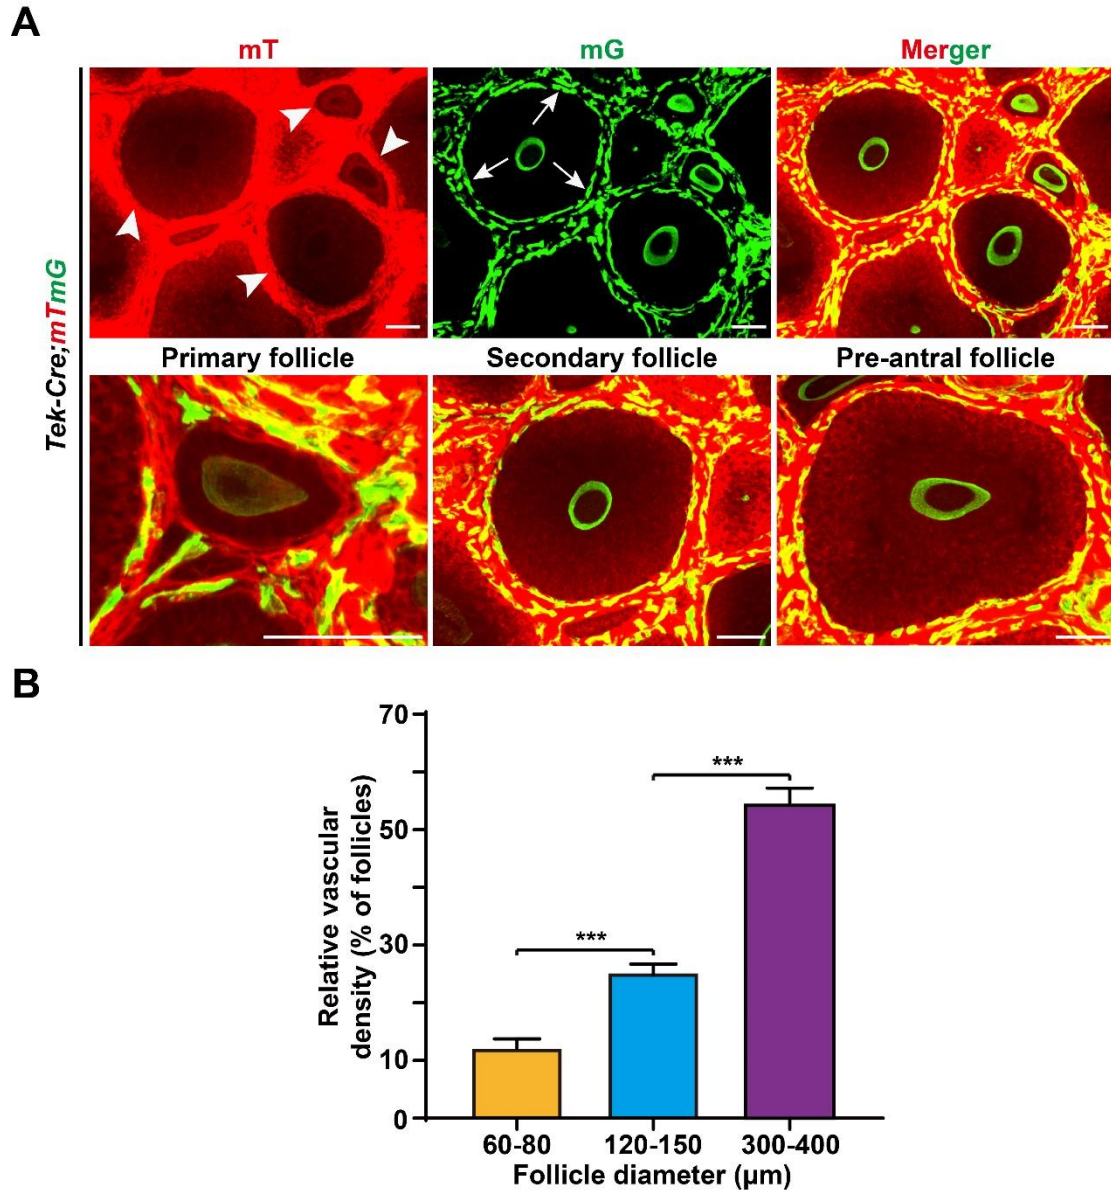 A
mT
mG
Merger
Tek-Cre;mTmG
Primary follicle
Secondary follicle
Pre-antral follicle
B
Relative vascular
density (% of follicles)
70
50
30
10
0
***
***
60-80
120-150
300-400
Follicle diameter (μm)